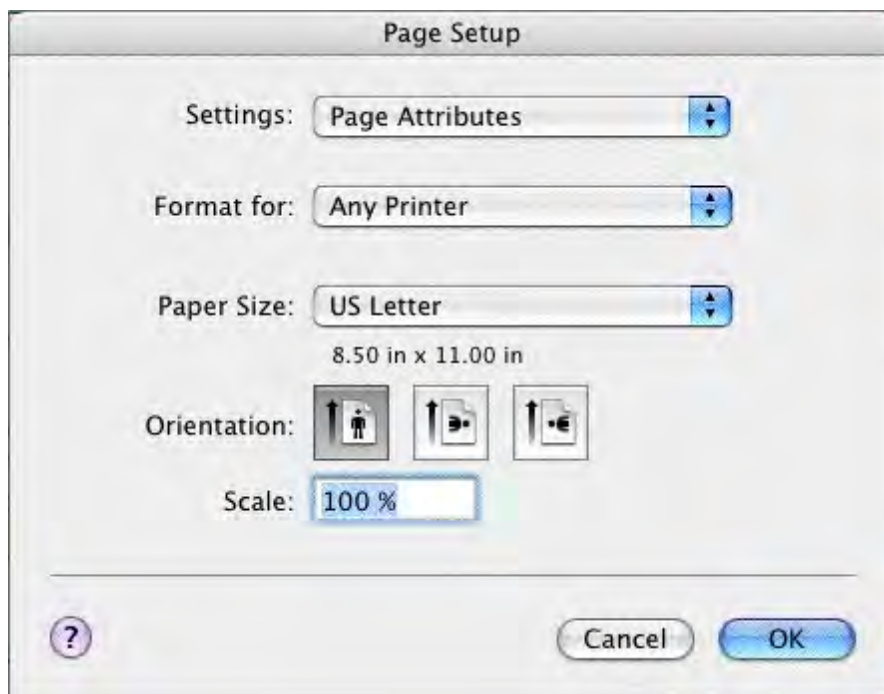 Page Setup
Settings: Page Attributes
Format for: Any Printer
Paper Size: US Letter
8.50 in x 11.00 in
Orientation:
Scale: 100 %
? Cancel OK